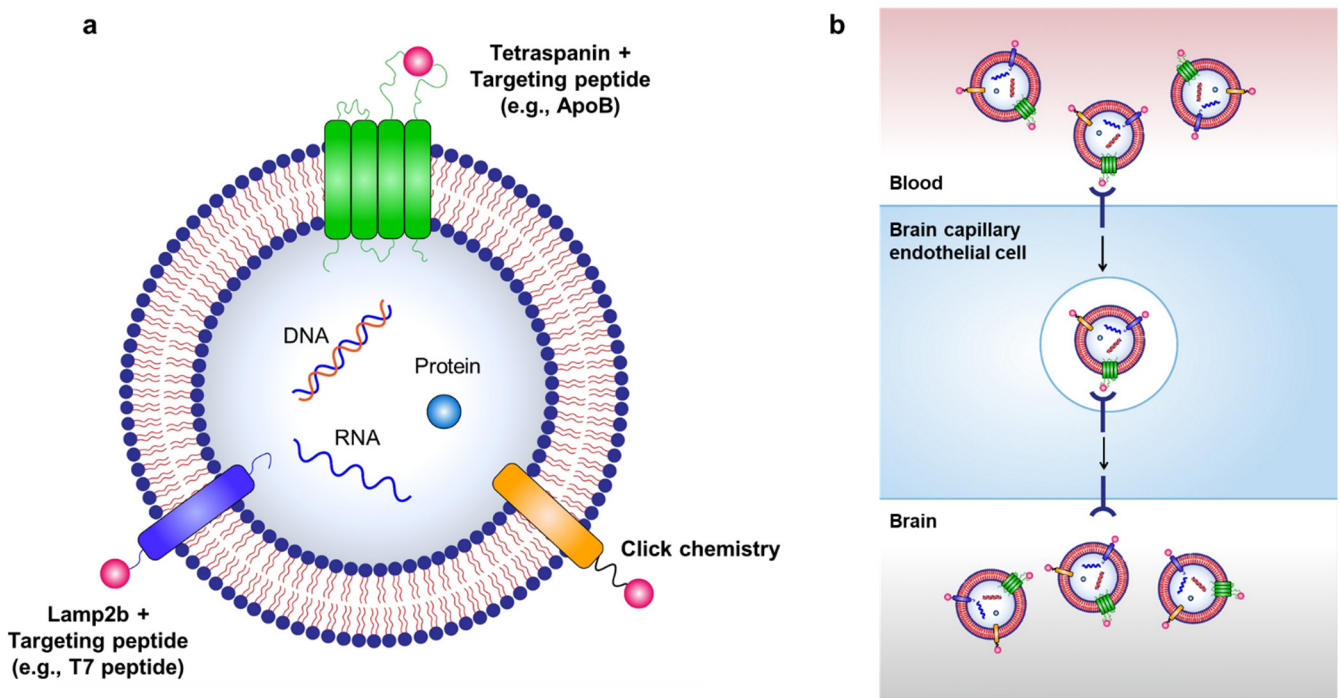 a
Tetraspanin +
Targeting peptide
(e.g., ApoB)
DNA
Protein
RNA
Click chemistry
Lamp2b +
Targeting peptide
(e.g., T7 peptide)
b
Blood
Brain capillary
endothelial cell
Brain